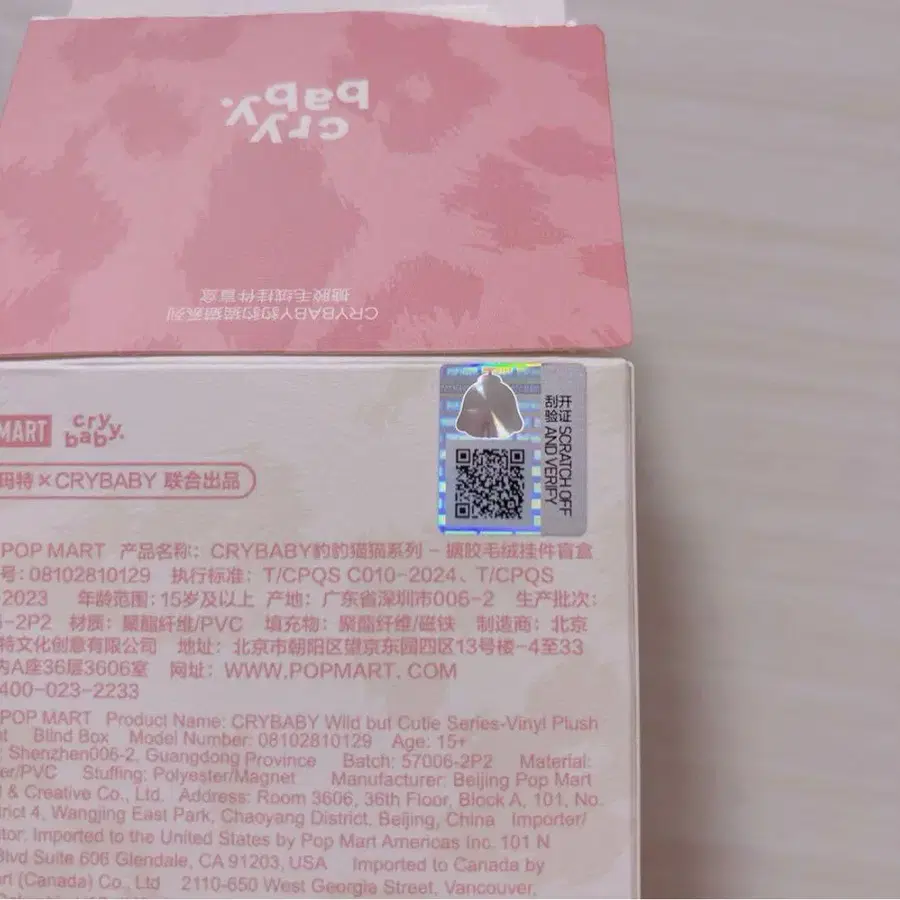 cry
baby.
CRYBABY豹豹猫猫系列
搪胶毛绒挂件盲盒
MART cry
baby.
玛特×CRYBABY 联合出品
刮开
验证 SCRATCH OFF
AND VERIFY
POP MART 产品名称：CRYBABY豹豹猫猫系列－搪胶毛绒挂件盲盒
号：08102810129 执行标准：T/CPQS C010-2024、T/CPQS
2023 年龄范围：15岁及以上 产地：广东省深圳市006-2 生产批次：
-2P2 材质：聚酯纤维/PVC 填充物：聚酯纤维/磁铁 制造商：北京
特文化创意有限公司 地址：北京市朝阳区望京东园四区13号楼-4至33
内A座36层3606室 网址：WWW.POPMART.COM
400-023-2233
POP MART Product Name: CRYBABY Wild but Cutie Series-Vinyl Plush
Blind Box Model Number: 08102810129 Age: 15+
Shenzhen006-2, Guangdong Province Batch: 57006-2P2 Material:
/PVC Stuffing: Polyester/Magnet Manufacturer: Beijing Pop Mart
& Creative Co., Ltd. Address: Room 3606, 36th Floor, Block A, 101, No.
4, Wangjing East Park, Chaoyang District, Beijing, China Importer/
Imported to the United States by Pop Mart Americas Inc. 101 N
Blvd Suite 606 Glendale, CA 91203, USA Imported to Canada by
(Canada) Co., Ltd 2110-650 West Georgia Street, Vancouver,